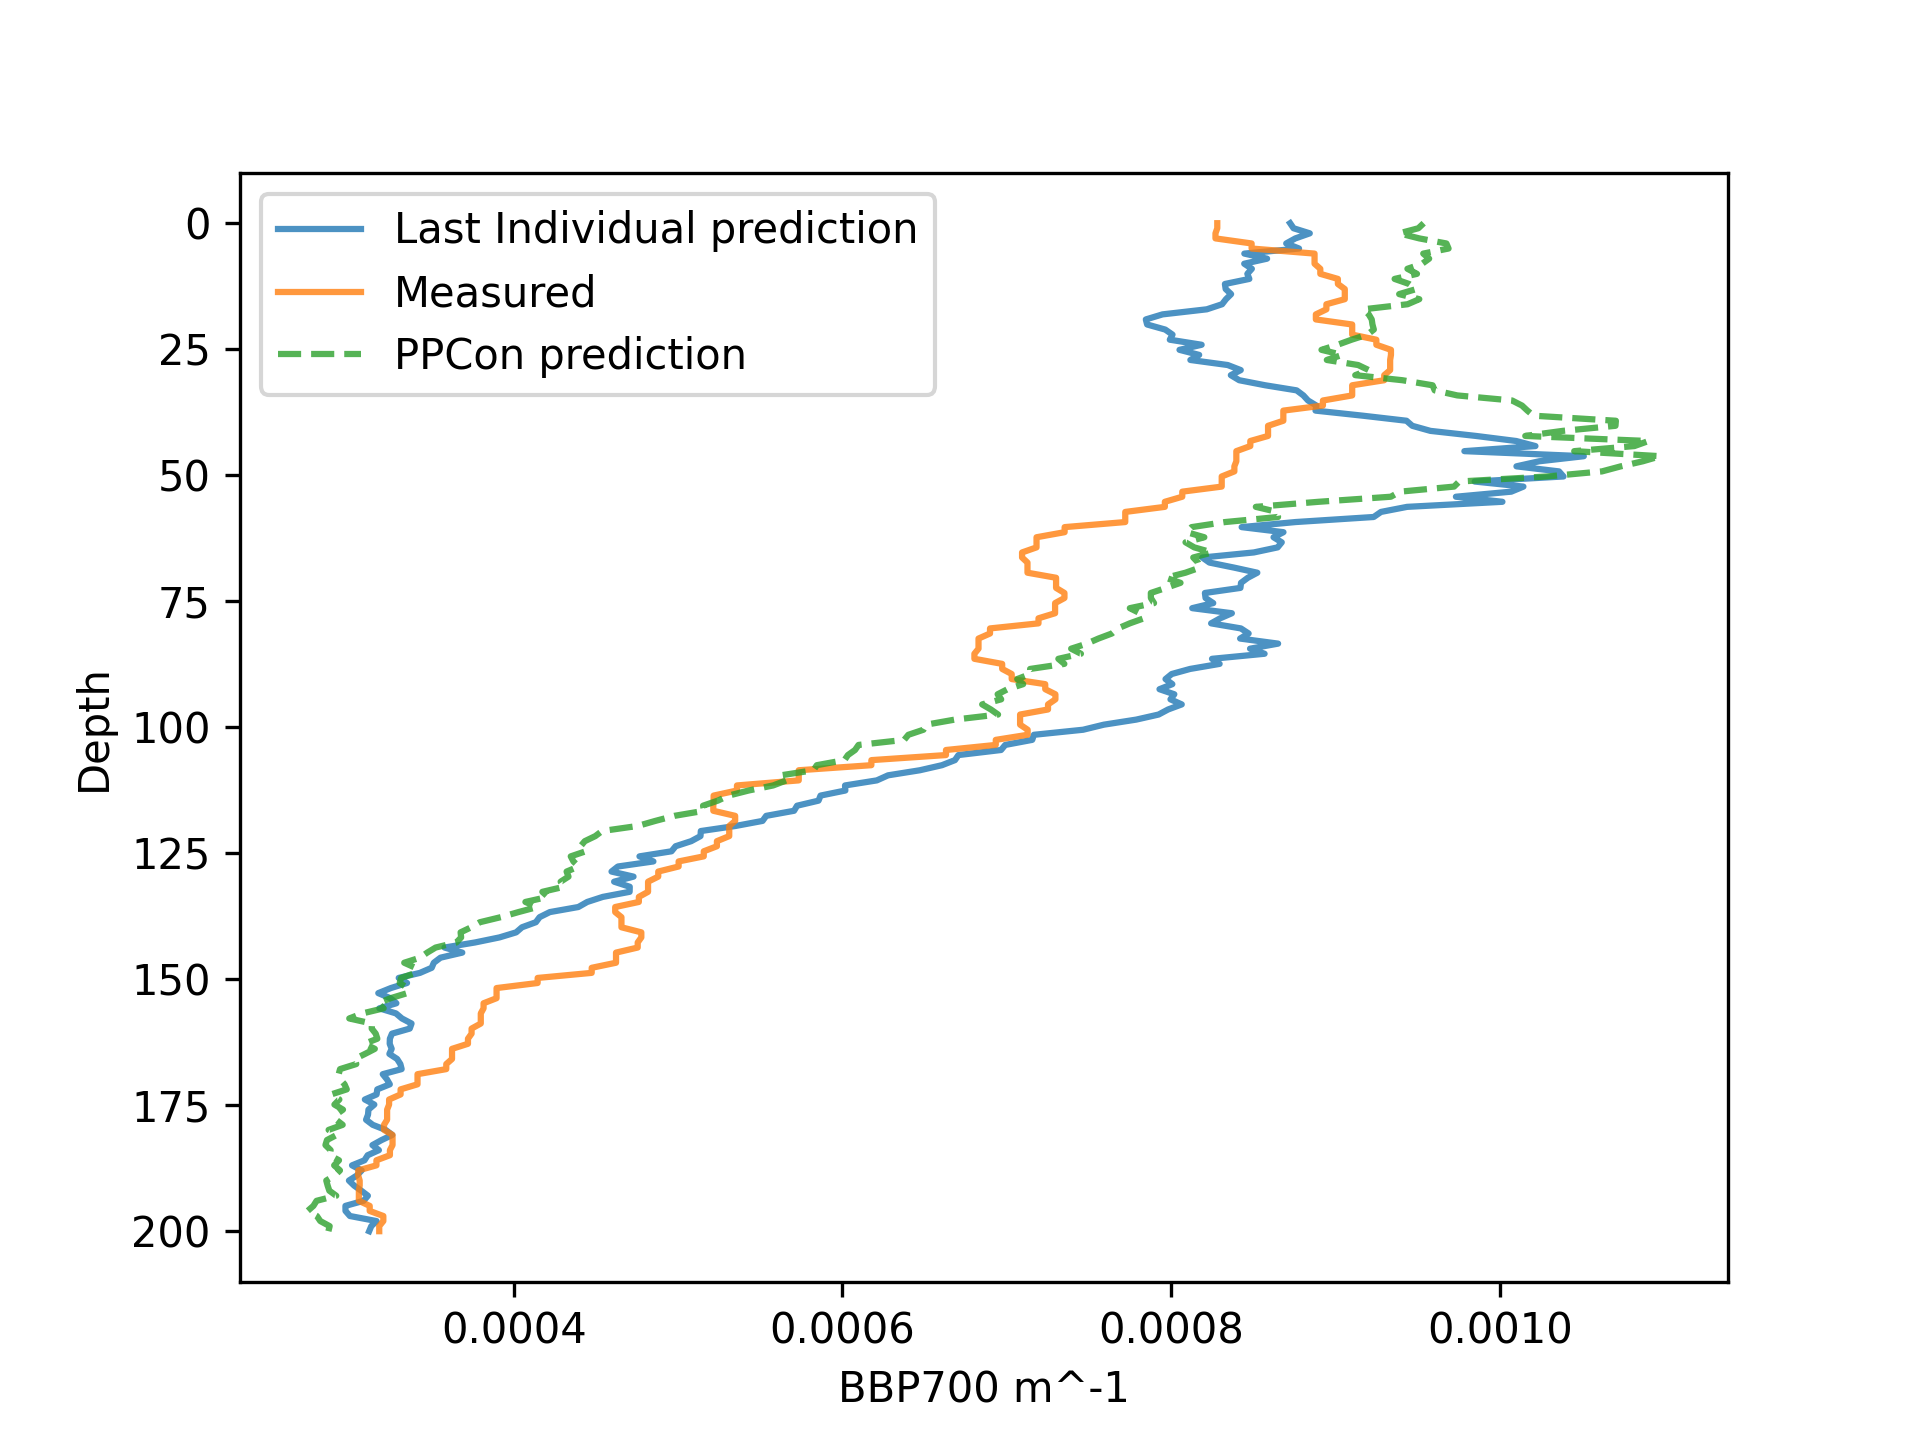 Last Individual prediction
Measured
PPCon prediction
0
25
50
75
100
125
150
175
200
Depth
0.0004 0.0006 0.0008 0.0010
BBP700 m^-1